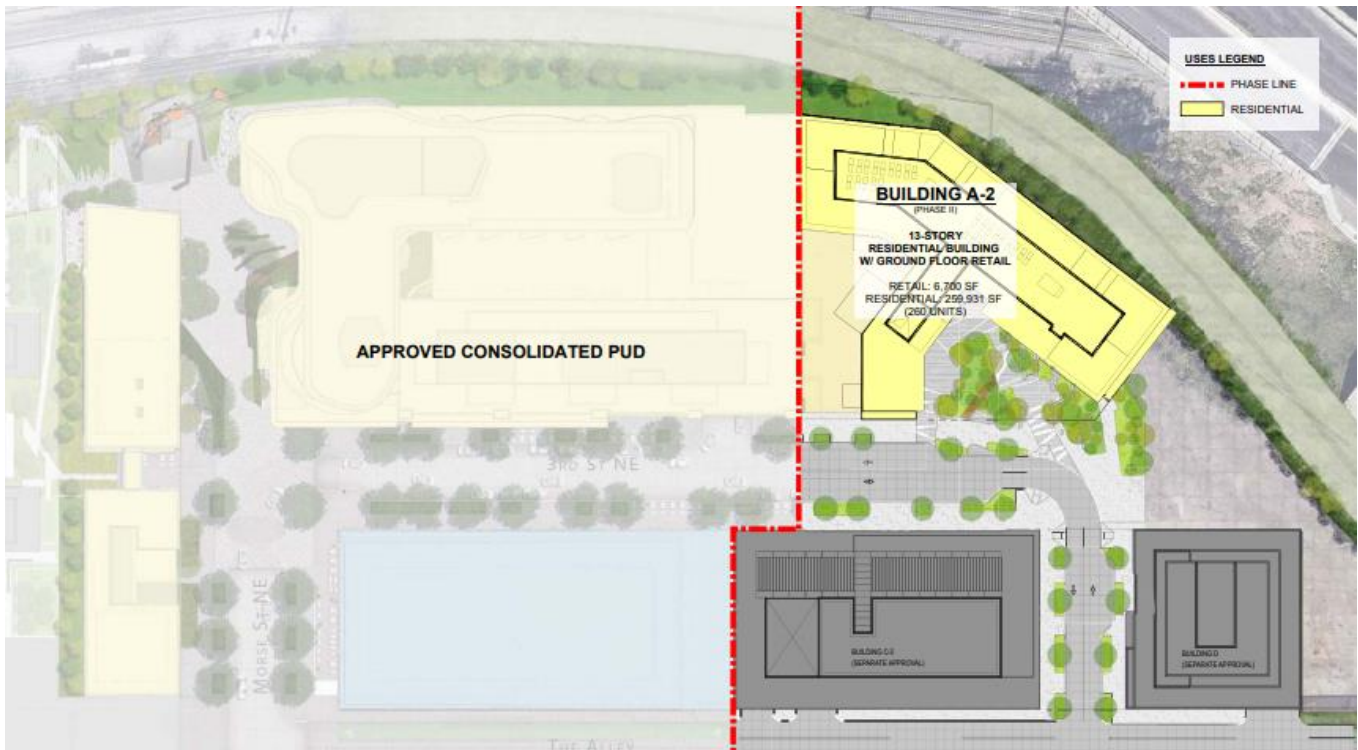 USES LEGEND
PHASE LINE
RESIDENTIAL
BUILDING A-2
(PHASE II)
13-STORY
RESIDENTIAL BUILDING
W/ GROUND FLOOR RETAIL
RETAIL: 6,700 SF
RESIDENTIAL: 259,931 SF
(260 UNITS)
APPROVED CONSOLIDATED PUD
3RD ST NE
MORSE ST NE
BUILDING C-2
(SEPARATE APPROVAL)
BUILDING D
(SEPARATE APPROVAL)
THE ALLEY